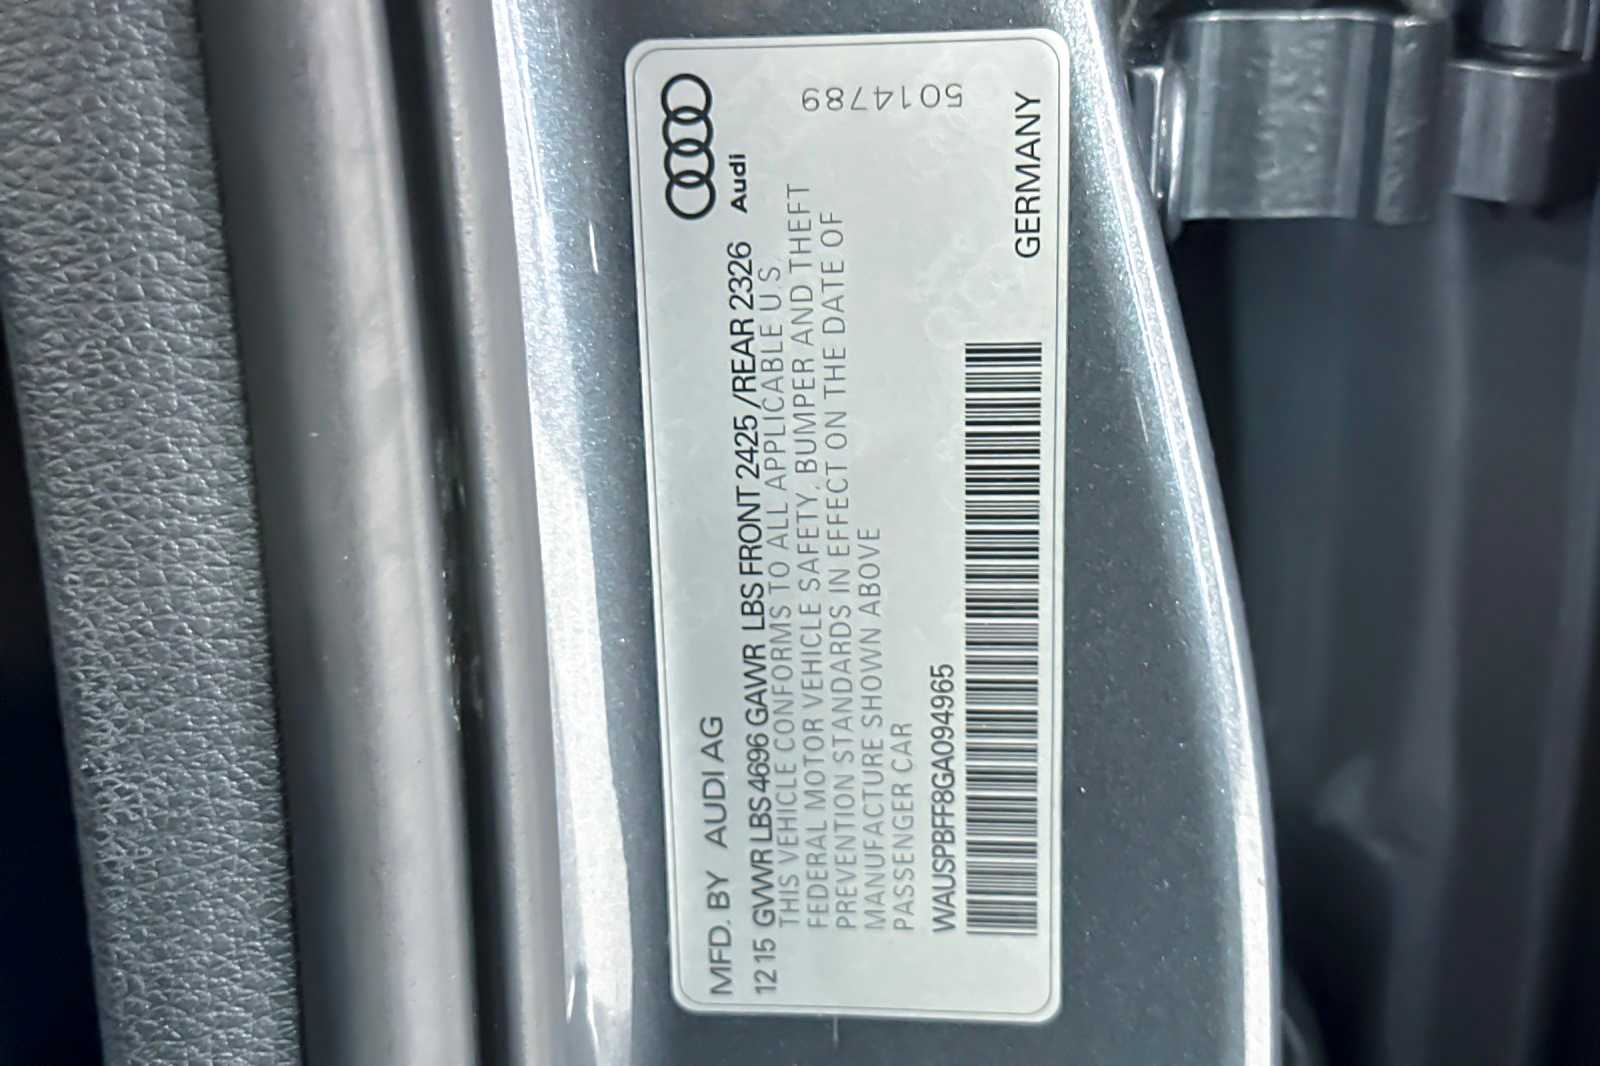 MFD. BY AUDI AG
Audi
12 15 GVWR LBS 4696 GAWR LBS FRONT 2425 /REAR 2326
THIS VEHICLE CONFORMS TO ALL APPLICABLE U S
FEDERAL MOTOR VEHICLE SAFETY, BUMPER AND THEFT
PREVENTION STANDARDS IN EFFECT ON THE DATE OF
MANUFACTURE SHOWN ABOVE
PASSENGER CAR
5014789
WAUSPBFF8GA094965
GERMANY